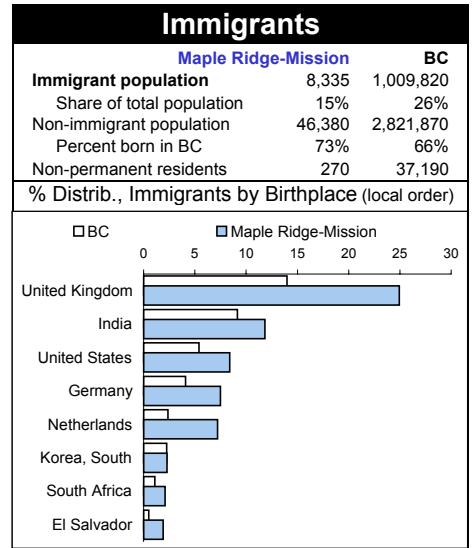 Immigrants
Maple Ridge-Mission BC
Immigrant population 8,335 1,009,820
Share of total population 15% 26%
Non-immigrant population 46,380 2,821,870
Percent born in BC 73% 66%
Non-permanent residents 270 37,190
% Distrib., Immigrants by Birthplace (local order)
BC Maple Ridge-Mission
0 5 10 15 20 25 30
United Kingdom
India
United States
Germany
Netherlands
Korea, South
South Africa
El Salvador